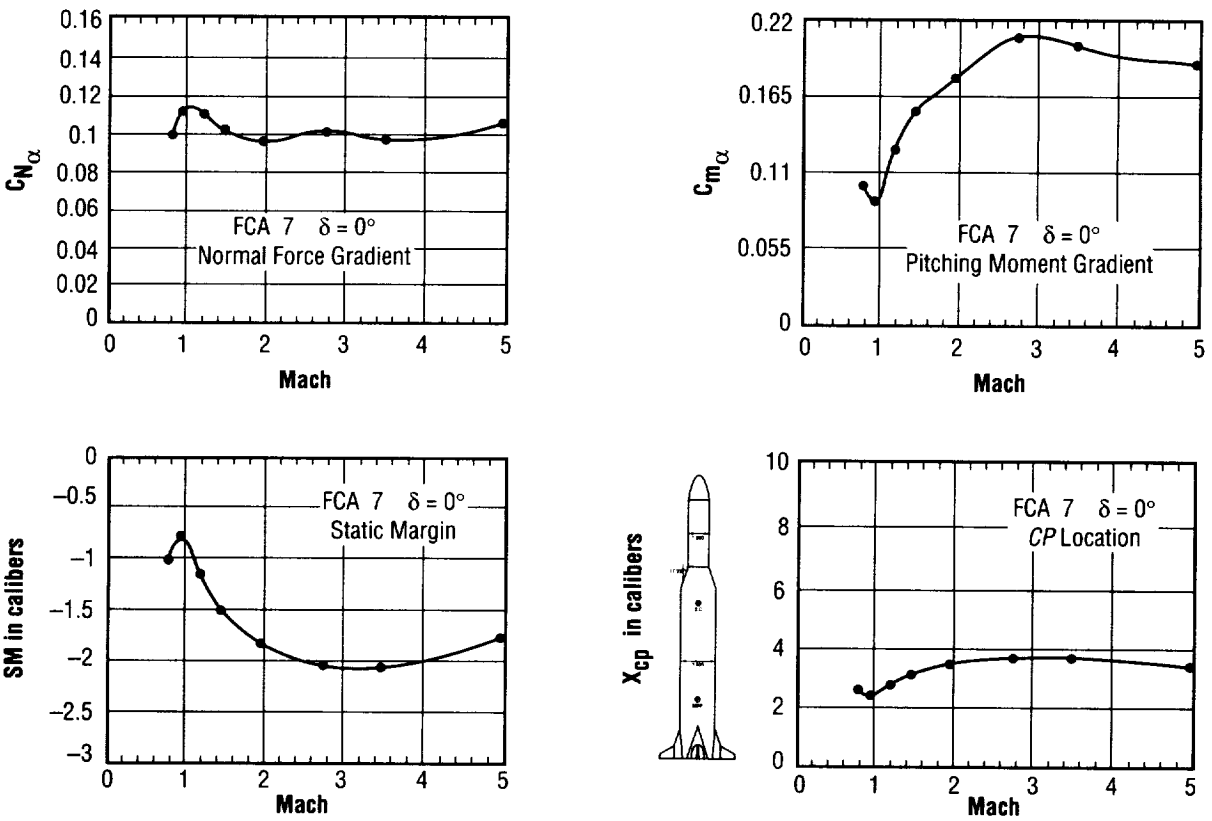 0.16
0.14
0.12
0.1
0.08
0.06
0.04
0.02
0
CNα
FCA 7 δ = 0°
Normal Force Gradient
0 1 2 3 4 5
Mach
0.22
0.165
0.11
0.055
0
Cmα
FCA 7 δ = 0°
Pitching Moment Gradient
0 1 2 3 4 5
Mach
0
–0.5
–1
–1.5
–2
–2.5
–3
SM in calibers
FCA 7 δ = 0°
Static Margin
0 1 2 3 4 5
Mach
10
8
6
4
2
0
Xcp in calibers
FCA 7 δ = 0°
CP Location
0 1 2 3 4 5
Mach